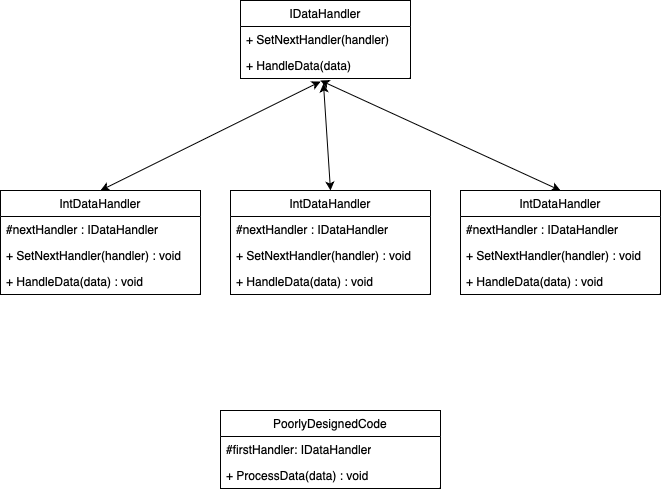 IDataHandler
+ SetNextHandler(handler)
+ HandleData(data)
IntDataHandler
#nextHandler : IDataHandler
+ SetNextHandler(handler) : void
+ HandleData(data) : void
IntDataHandler
#nextHandler : IDataHandler
+ SetNextHandler(handler) : void
+ HandleData(data) : void
IntDataHandler
#nextHandler : IDataHandler
+ SetNextHandler(handler) : void
+ HandleData(data) : void
PoorlyDesignedCode
#firstHandler: IDataHandler
+ ProcessData(data) : void